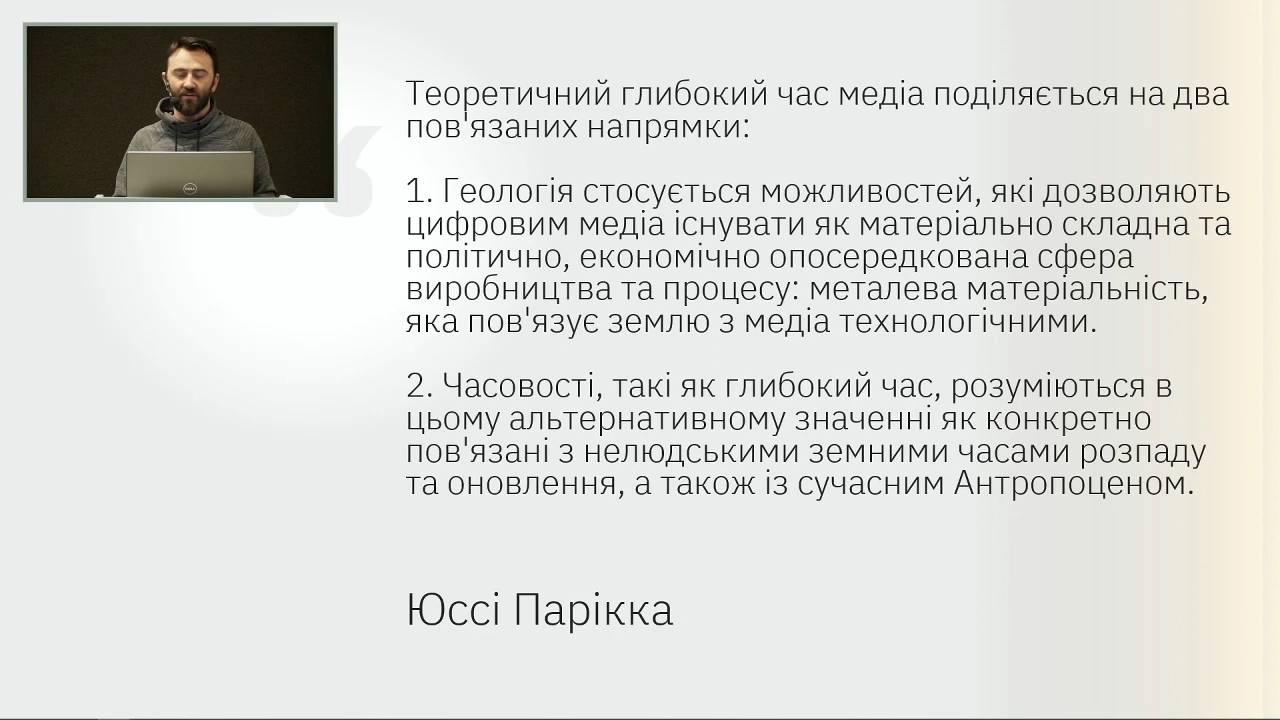 Теоретичний глибокий час медіа поділяється на два
пов'язаних напрямки:
1. Геологія стосується можливостей, які дозволяють
цифровим медіа існувати як матеріально складна та
політично, економічно опосередкована сфера
виробництва та процесу: металева матеріальність,
яка пов'язує землю з медіа технологічними.
2. Часовості, такі як глибокий час, розуміються в
цьому альтернативному значенні як конкретно
пов'язані з нелюдськими земними часами розпаду
та оновлення, а також із сучасним Антропоценом.
Юссі Парікка
DELL